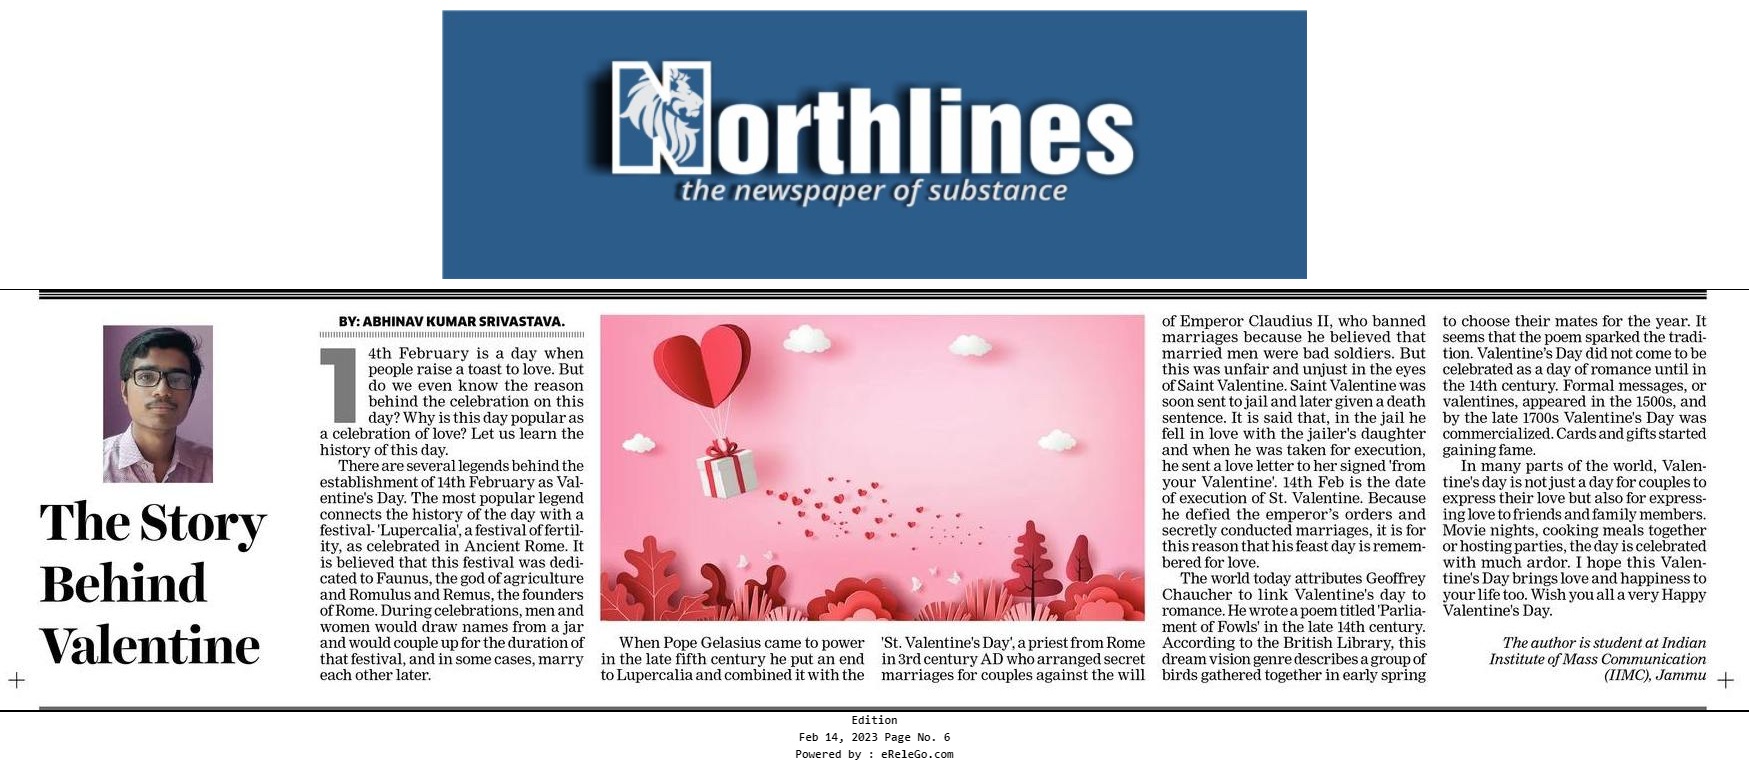 Northlines
the newspaper of substance
The Story
Behind
Valentine
BY: ABHINAV KUMAR SRIVASTAVA.
14th February is a day when
people raise a toast to love. But
do we even know the reason
behind the celebration on this
day? Why is this day popular as
a celebration of love? Let us learn the
history of this day.
There are several legends behind the
establishment of 14th February as Val-
entine's Day. The most popular legend
connects the history of the day with a
festival- 'Lupercalia', a festival of fertil-
ity, as celebrated in Ancient Rome. It
is believed that this festival was dedi-
cated to Faunus, the god of agriculture
and Romulus and Remus, the founders
of Rome. During celebrations, men and
women would draw names from a jar
and would couple up for the duration of
that festival, and in some cases, marry
each other later.
When Pope Gelasius came to power
in the late fifth century he put an end
to Lupercalia and combined it with the
'St. Valentine's Day', a priest from Rome
in 3rd century AD who arranged secret
marriages for couples against the will
of Emperor Claudius II, who banned
marriages because he believed that
married men were bad soldiers. But
this was unfair and unjust in the eyes
of Saint Valentine. Saint Valentine was
soon sent to jail and later given a death
sentence. It is said that, in the jail he
fell in love with the jailer's daughter
and when he was taken for execution,
he sent a love letter to her signed 'from
your Valentine'. 14th Feb is the date
of execution of St. Valentine. Because
he defied the emperor's orders and
secretly conducted marriages, it is for
this reason that his feast day is remem-
bered for love.
The world today attributes Geoffrey
Chaucer to link Valentine's day to
romance. He wrote a poem titled 'Parlia-
ment of Fowls' in the late 14th century.
According to the British Library, this
dream vision genre describes a group of
birds gathered together in early spring
to choose their mates for the year. It
seems that the poem sparked the tradi-
tion. Valentine's Day did not come to be
celebrated as a day of romance until in
the 14th century. Formal messages, or
valentines, appeared in the 1500s, and
by the late 1700s Valentine's Day was
commercialized. Cards and gifts started
gaining fame.
In many parts of the world, Valen-
tine's day is not just a day for couples to
express their love but also for express-
ing love to friends and family members.
Movie nights, cooking meals together
or hosting parties, the day is celebrated
with much ardor. I hope this Valen-
tine's Day brings love and happiness to
your life too. Wish you all a very Happy
Valentine's Day.
The author is student at Indian
Institute of Mass Communication
(IIMC), Jammu
Edition
Feb 14, 2023 Page No. 6
Powered by : eReleGo.com